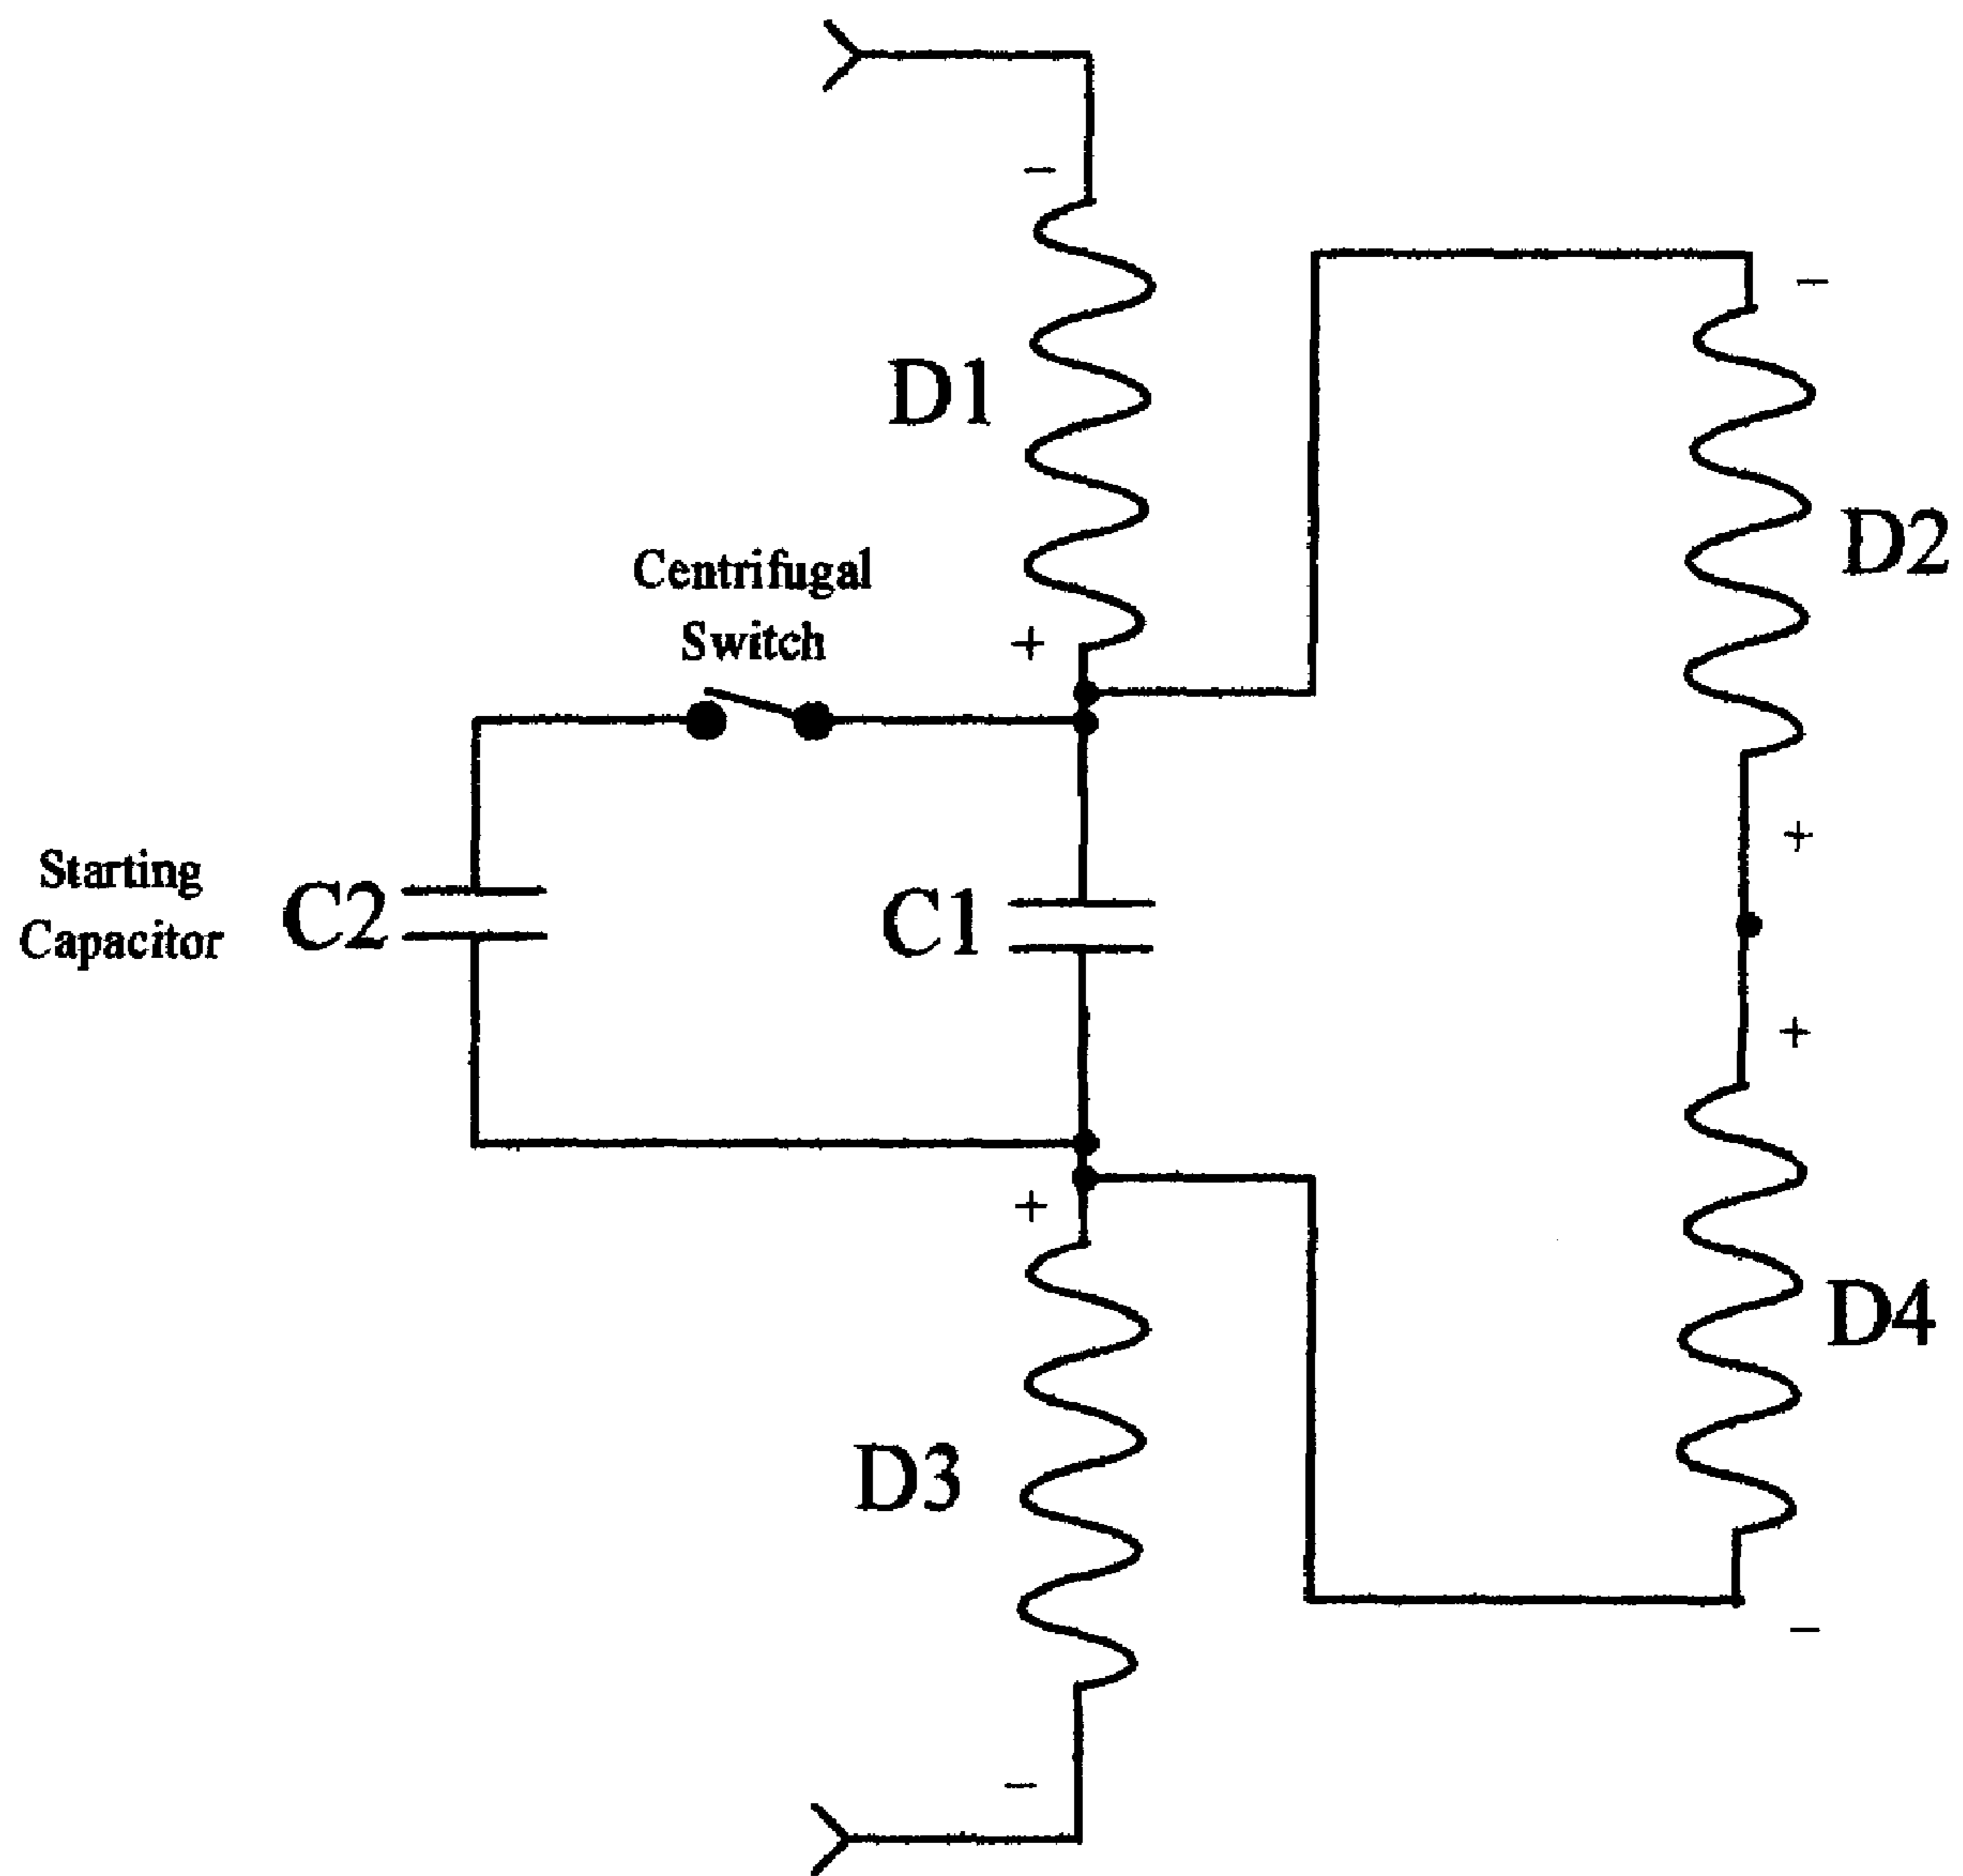 −
D1
−
D2
Centrifugal
Switch
+
+
Starting
Capacitor
C2
C1
+
+
D4
D3
−
−